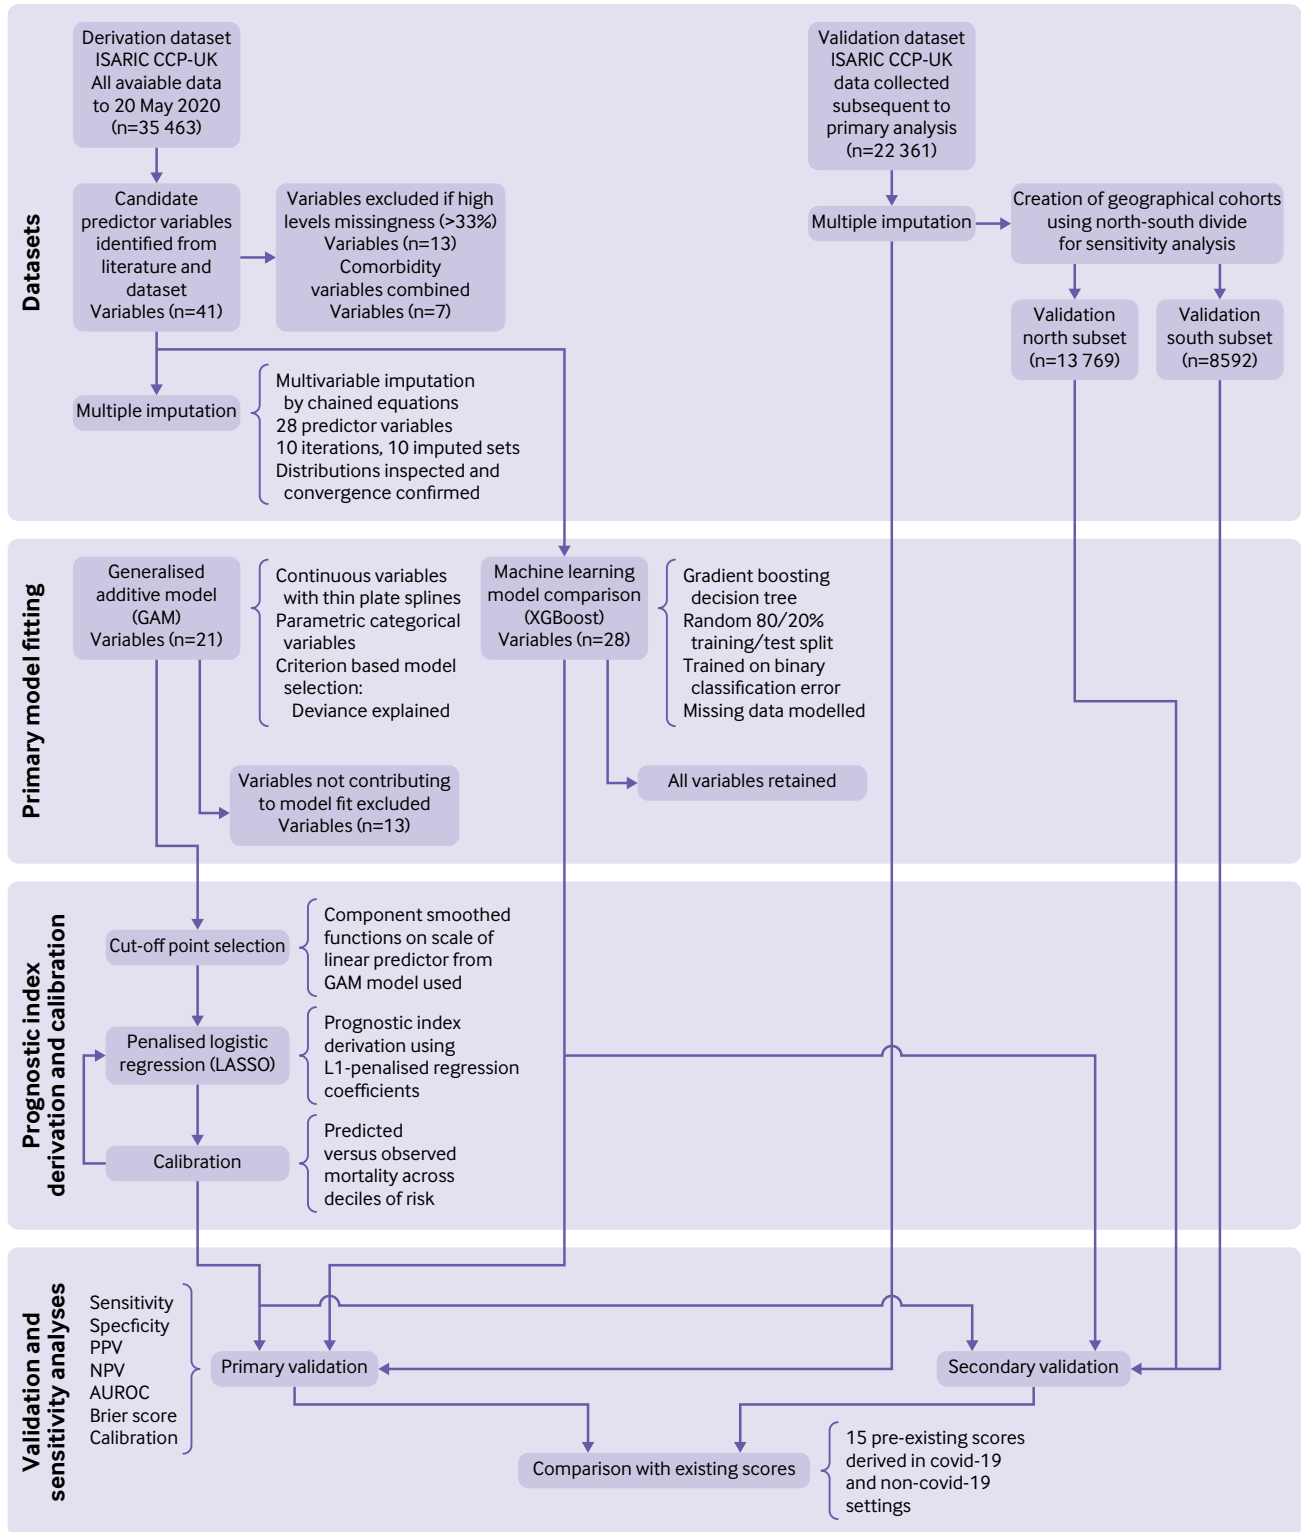 Datasets
Derivation dataset
ISARIC CCP-UK
All avaiable data
to 20 May 2020
(n=35 463)
Candidate
predictor variables
identified from
literature and
dataset
Variables (n=41)
Variables excluded if high
levels missingness (>33%)
Variables (n=13)
Comorbidity
variables combined
Variables (n=7)
Multiple imputation
Multivariable imputation
by chained equations
28 predictor variables
10 iterations, 10 imputed sets
Distributions inspected and
convergence confirmed
Validation dataset
ISARIC CCP-UK
data collected
subsequent to
primary analysis
(n=22 361)
Multiple imputation
Creation of geographical cohorts
using north-south divide
for sensitivity analysis
Validation
north subset
(n=13 769)
Validation
south subset
(n=8592)
Primary model fitting
Generalised
additive model
(GAM)
Variables (n=21)
Continuous variables
with thin plate splines
Parametric categorical
variables
Criterion based model
selection:
Deviance explained
Variables not contributing
to model fit excluded
Variables (n=13)
Machine learning
model comparison
(XGBoost)
Variables (n=28)
Gradient boosting
decision tree
Random 80/20%
training/test split
Trained on binary
classification error
Missing data modelled
All variables retained
Prognostic index
derivation and calibration
Cut-off point selection
Component smoothed
functions on scale of
linear predictor from
GAM model used
Penalised logistic
regression (LASSO)
Prognostic index
derivation using
L1-penalised regression
coefficients
Calibration
Predicted
versus observed
mortality across
deciles of risk
Validation and
sensitivity analyses
Sensitivity
Specficity
PPV
NPV
AUROC
Brier score
Calibration
Primary validation
Secondary validation
Comparison with existing scores
15 pre-existing scores
derived in covid-19
and non-covid-19
settings